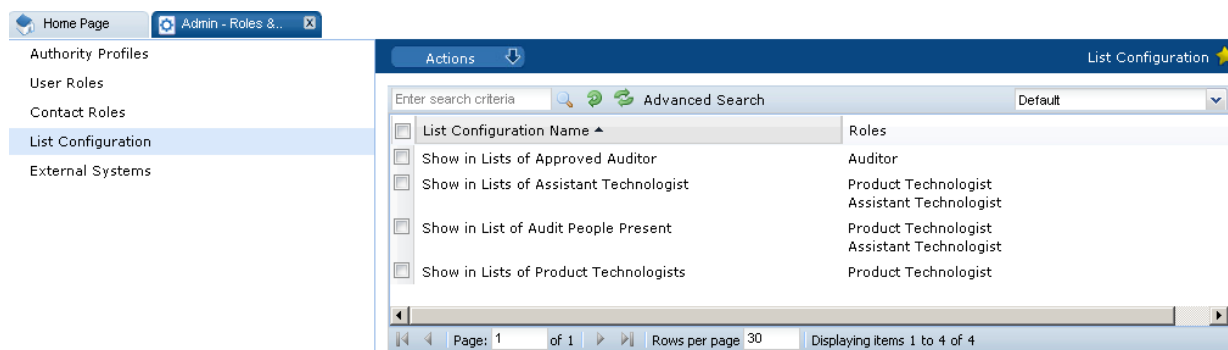 Home Page
Admin - Roles &..
Authority Profiles
User Roles
Contact Roles
List Configuration
External Systems
Actions
List Configuration
Enter search criteria
Advanced Search
Default
List Configuration Name
Roles
Show in Lists of Approved Auditor
Auditor
Show in Lists of Assistant Technologist
Product Technologist
Assistant Technologist
Show in List of Audit People Present
Product Technologist
Assistant Technologist
Show in Lists of Product Technologists
Product Technologist
Page: 1 of 1
Rows per page 30
Displaying items 1 to 4 of 4